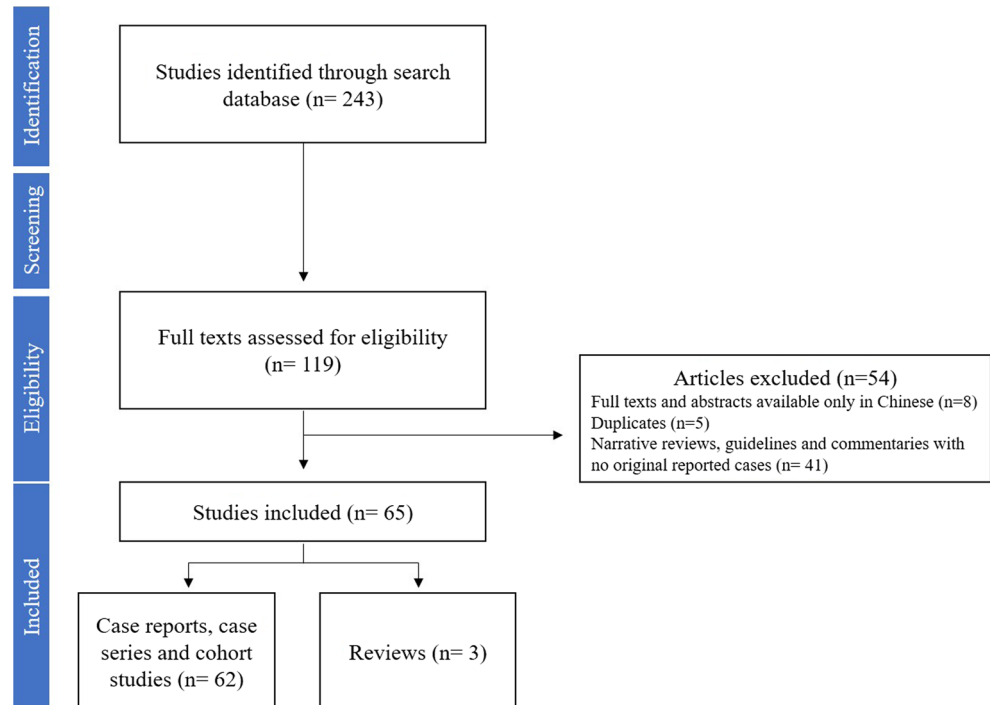 Identification
Studies identified through search
database (n= 243)
Screening
Eligibility
Full texts assessed for eligibility
(n= 119)
Articles excluded (n=54)
Full texts and abstracts available only in Chinese (n=8)
Duplicates (n=5)
Narrative reviews, guidelines and commentaries with
no original reported cases (n= 41)
Included
Studies included (n= 65)
Case reports, case
series and cohort
studies (n= 62)
Reviews (n= 3)